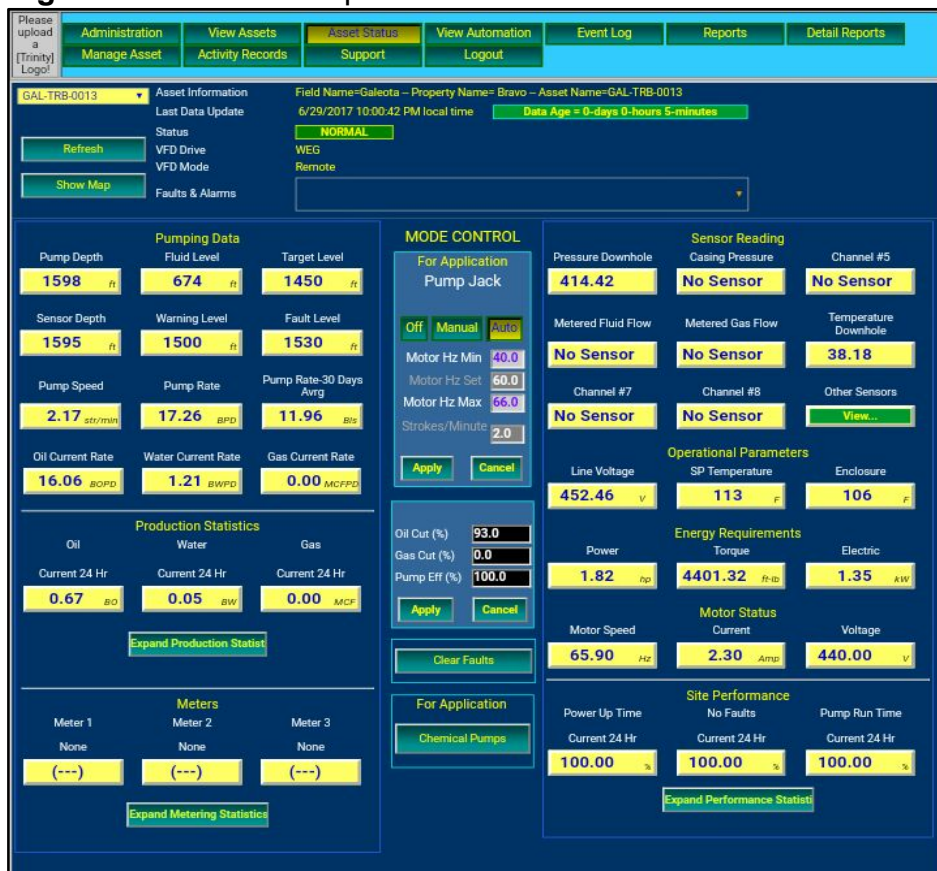 Please upload a [Trinity] Logo!
Administration View Assets Asset Status View Automation Event Log Reports Detail Reports
Manage Asset Activity Records Support Logout
GAL-TRB-0013
Asset Information Field Name=Galeota – Property Name= Bravo – Asset Name=GAL-TRB-0013
Last Data Update 6/29/2017 10:00:42 PM local time Data Age = 0-days 0-hours 5-minutes
Status NORMAL
Refresh
VFD Drive WEG
VFD Mode Remote
Show Map
Faults & Alarms
Pumping Data
Pump Depth Fluid Level Target Level
1598 ft 674 ft 1450 ft
Sensor Depth Warning Level Fault Level
1595 ft 1500 ft 1530 ft
Pump Speed Pump Rate Pump Rate-30 Days Avrg
2.17 str/min 17.26 BPD 11.96 Bls
Oil Current Rate Water Current Rate Gas Current Rate
16.06 BOPD 1.21 BWPD 0.00 MCFPD
Production Statistics
Oil Water Gas
Current 24 Hr Current 24 Hr Current 24 Hr
0.67 BO 0.05 BW 0.00 MCF
Expand Production Statist
Meters
Meter 1 Meter 2 Meter 3
None None None
(---) (---) (---)
Expand Metering Statistics
MODE CONTROL
For Application
Pump Jack
Off Manual Auto
Motor Hz Min 40.0
Motor Hz Set 60.0
Motor Hz Max 66.0
Strokes/Minute 2.0
Apply Cancel
Oil Cut (%) 93.0
Gas Cut (%) 0.0
Pump Eff (%) 100.0
Apply Cancel
Clear Faults
For Application
Chemical Pumps
Sensor Reading
Pressure Downhole Casing Pressure Channel #5
414.42 No Sensor No Sensor
Metered Fluid Flow Metered Gas Flow Temperature Downhole
No Sensor No Sensor 38.18
Channel #7 Channel #8 Other Sensors
No Sensor No Sensor View...
Operational Parameters
Line Voltage SP Temperature Enclosure
452.46 V 113 F 106 F
Energy Requirements
Power Torque Electric
1.82 hp 4401.32 ft-lb 1.35 kW
Motor Status
Motor Speed Current Voltage
65.90 Hz 2.30 Amp 440.00 V
Site Performance
Power Up Time No Faults Pump Run Time
Current 24 Hr Current 24 Hr Current 24 Hr
100.00 % 100.00 % 100.00 %
Expand Performance Statisti